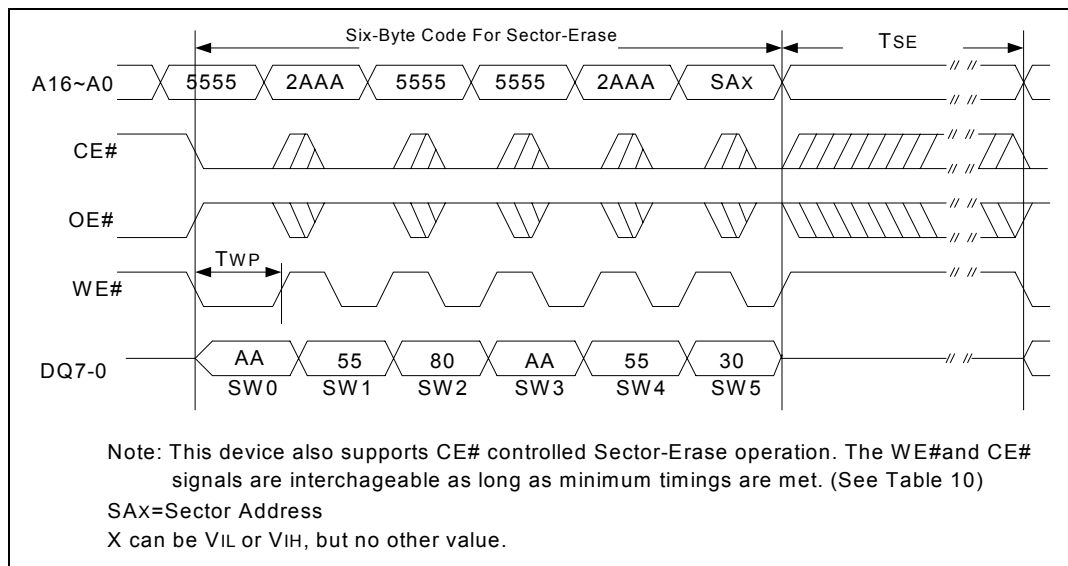 Six-Byte Code For Sector-Erase
TSE
A16~A0
5555 2AAA 5555 5555 2AAA SAX
CE#
OE#
TWP
WE#
DQ7-0
AA 55 80 AA 55 30
SW0 SW1 SW2 SW3 SW4 SW5
Note: This device also supports CE# controlled Sector-Erase operation. The WE#and CE#
signals are interchageable as long as minimum timings are met. (See Table 10)
SAX=Sector Address
X can be VIL or VIH, but no other value.